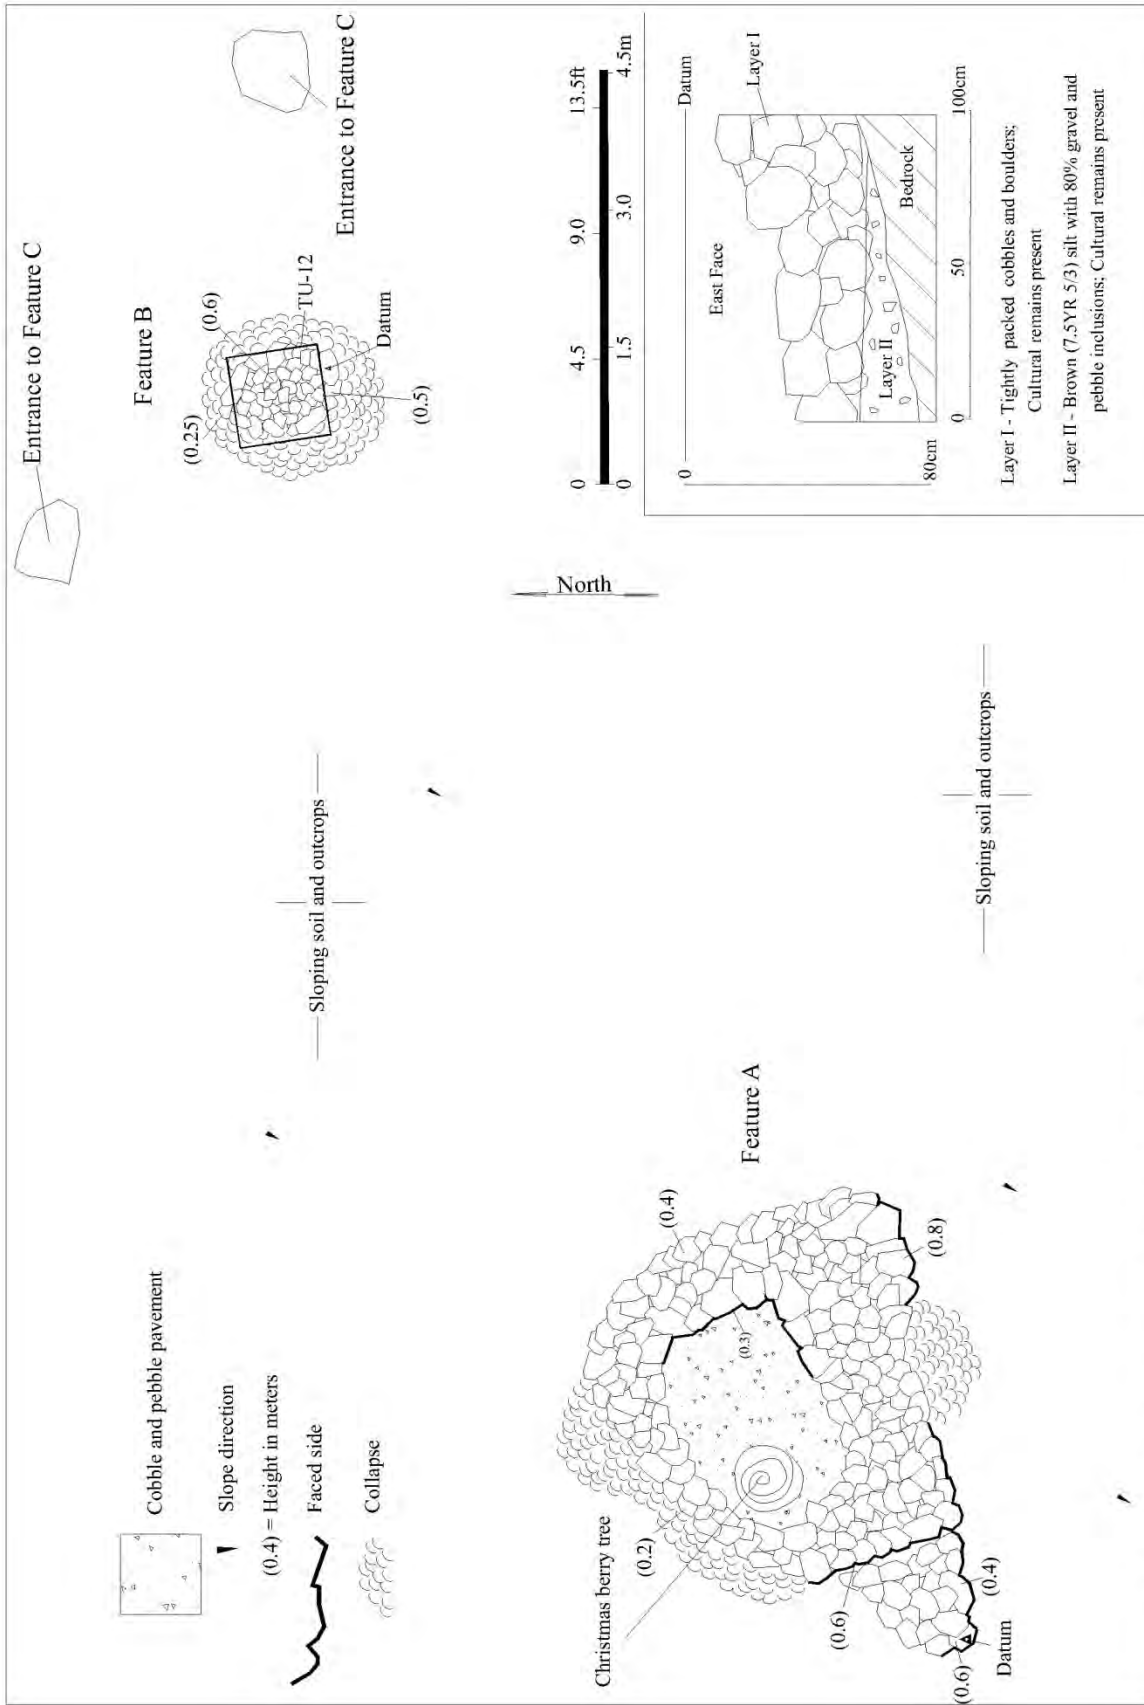 Cobble and pebble pavement
Slope direction
(0.4) = Height in meters
Faced side
Collapse
Sloping soil and outcrops
Entrance to Feature C
Feature B
(0.25)
(0.6)
TU-12
Datum
(0.5)
Entrance to Feature C
North
Christmas berry tree
(0.2)
(0.4)
Feature A
(0.3)
(0.6)
(0.8)
(0.4)
(0.6)
Datum
Sloping soil and outcrops
0 4.5 9.0 13.5ft
0 1.5 3.0 4.5m
0
Datum
East Face
Layer I
Layer II
Bedrock
80cm
0 50 100cm
Layer I - Tightly packed cobbles and boulders;
Cultural remains present
Layer II - Brown (7.5YR 5/3) silt with 80% gravel and
pebble inclusions; Cultural remains present